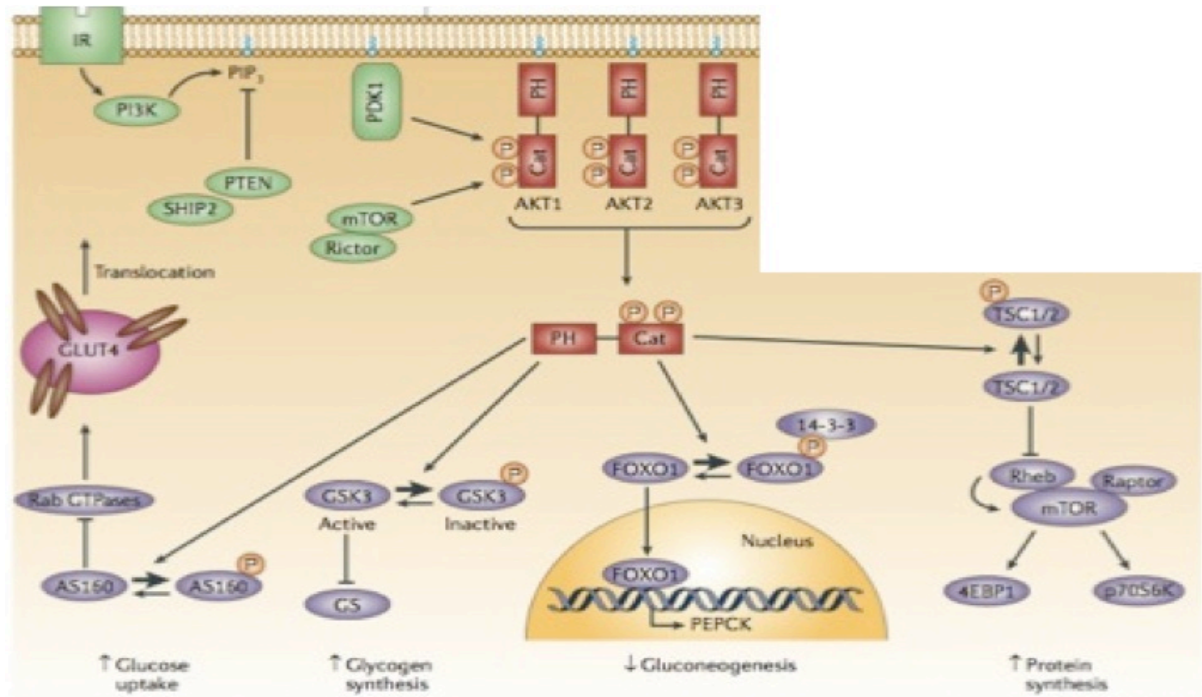 IR
PIP3
PI3K
PTEN
SHIP2
PDK1
mTOR
Rictor
PH
PH
PH
P
P
P
P
P
P
Cat
Cat
Cat
AKT1
AKT2
AKT3
Translocation
GLUT4
Rab GTPases
AS160
AS160
P
↑ Glucose
uptake
PH
Cat
P
P
GSK3
GSK3
P
Active
Inactive
GS
↑ Glycogen
synthesis
14-3-3
P
FOXO1
FOXO1
Nucleus
FOXO1
PEPCK
↓ Gluconeogenesis
P
TSC1/2
TSC1/2
Rheb
Raptor
mTOR
4EBP1
p70S6K
↑ Protein
synthesis